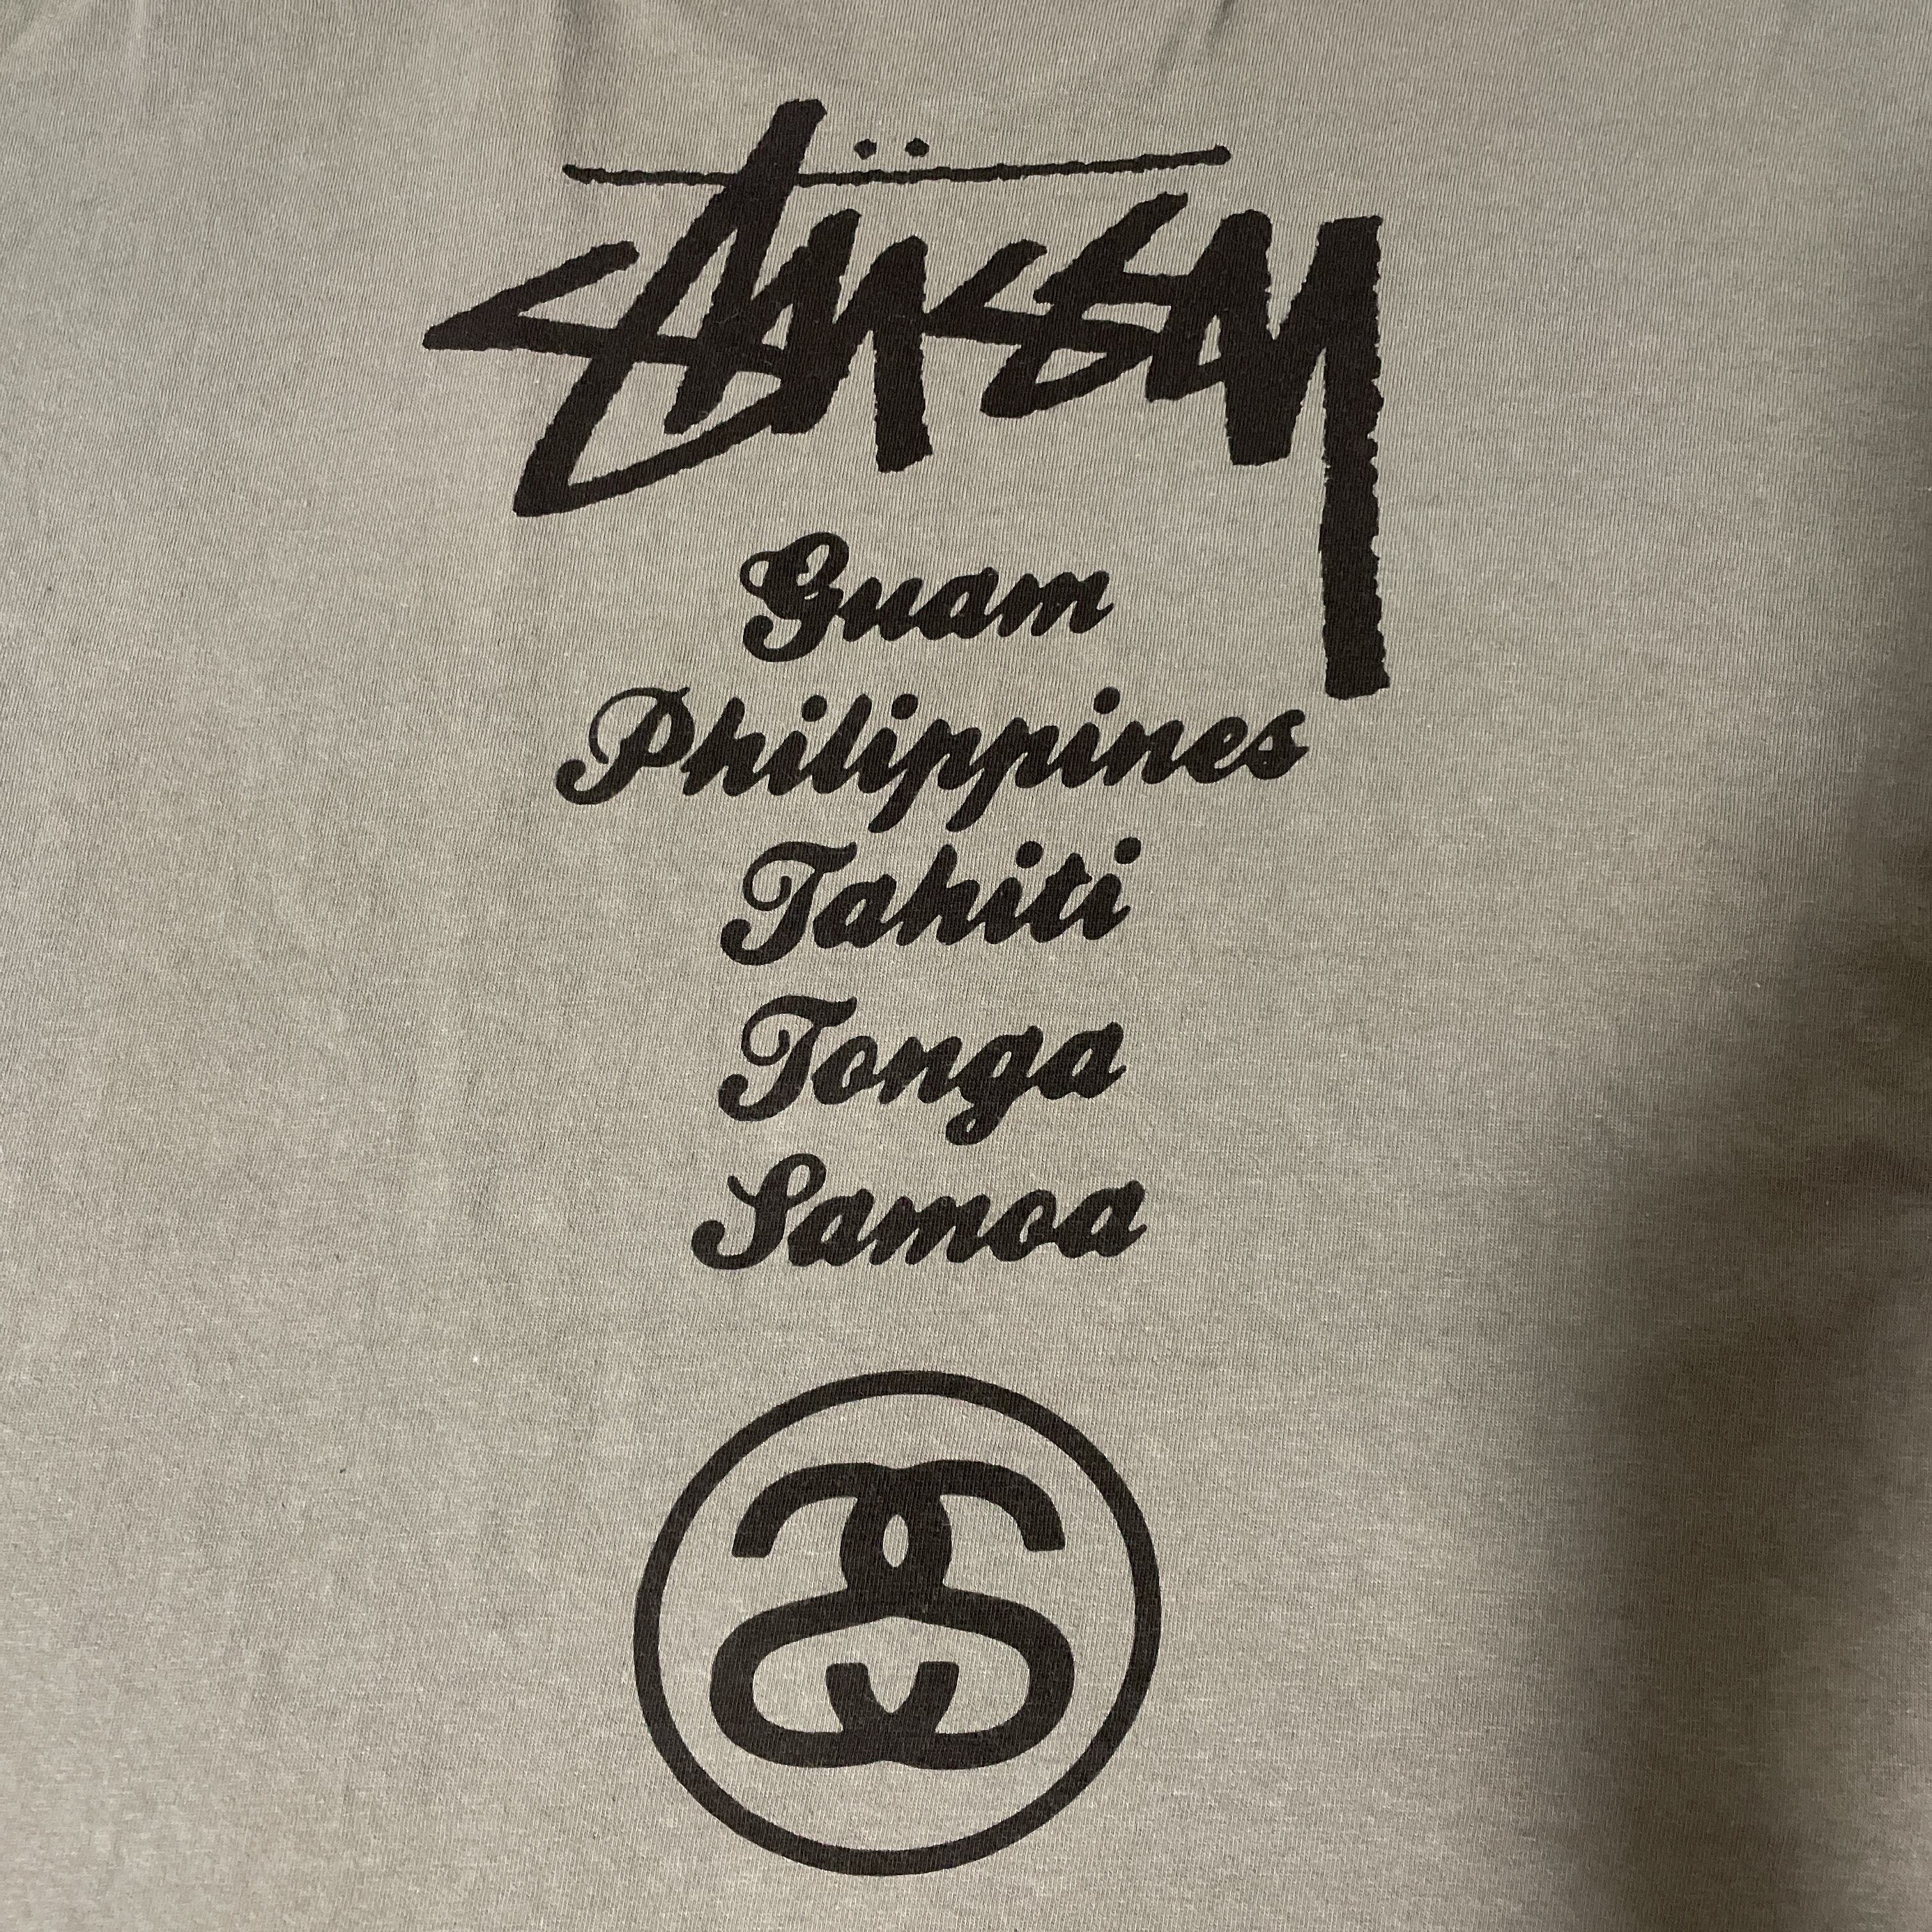 Stüssy
Guam
Philippines
Tahiti
Tonga
Samoa